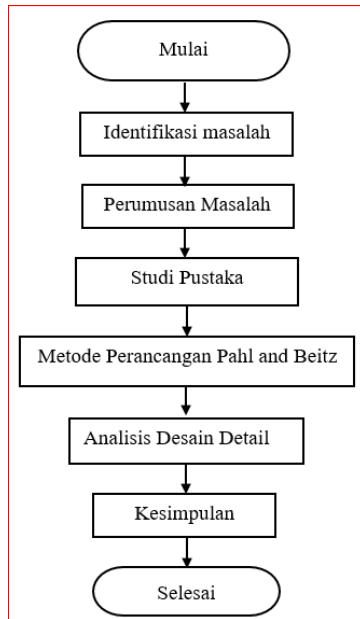 Mulai
Identifikasi masalah
Perumusan Masalah
Studi Pustaka
Metode Perancangan Pahl and Beitz
Analisis Desain Detail
Kesimpulan
Selesai